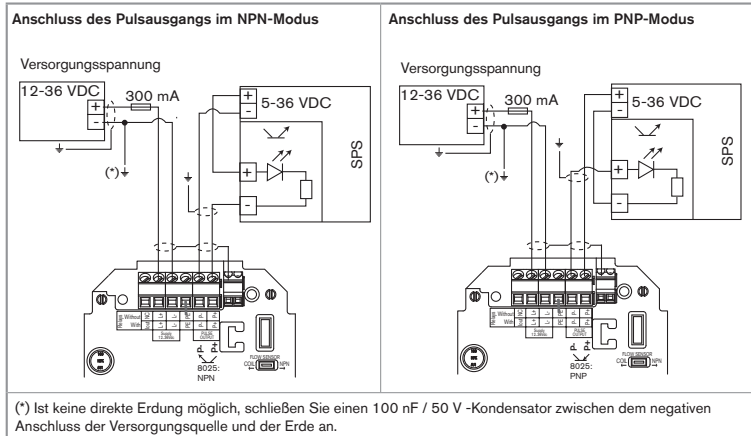 Anschluss des Pulsausgangs im NPN-Modus
Versorgungsspannung
12-36 VDC
+
-
300 mA
(*)
+
-
5-36 VDC
SPS
+
-
Without
With
NC
L+
L-
PE
P-
P+
Supply
PULSE
OUTPUT
P-
P+
8025:
NPN
FLOW SENSOR
COIL
NPN
Anschluss des Pulsausgangs im PNP-Modus
Versorgungsspannung
12-36 VDC
+
-
300 mA
(*)
+
-
5-36 VDC
SPS
+
-
Without
With
NC
L+
L-
PE
P-
P+
Supply
PULSE
OUTPUT
P-
P+
8025:
PNP
FLOW SENSOR
COIL
NPN
(*) Ist keine direkte Erdung möglich, schließen Sie einen 100 nF / 50 V -Kondensator zwischen dem negativen
Anschluss der Versorgungsquelle und der Erde an.